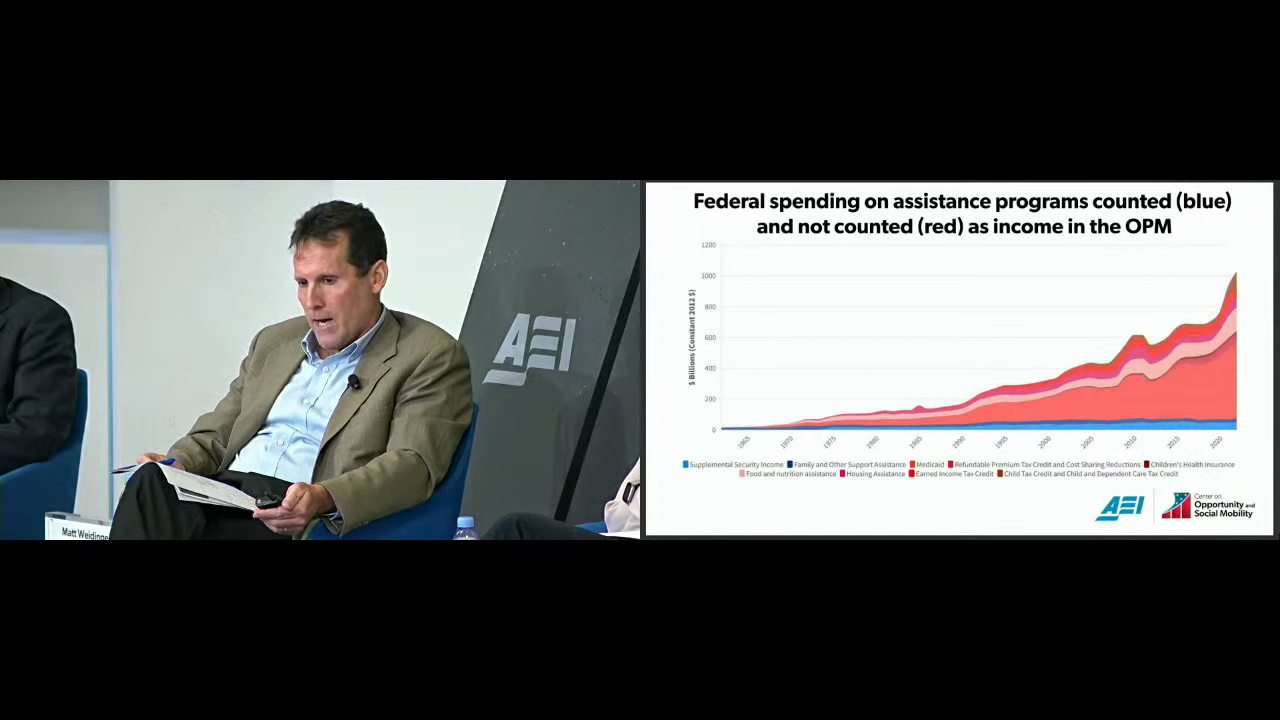 AEI
Matt Weidinge
Federal spending on assistance programs counted (blue)
and not counted (red) as income in the OPM
$ Billions (Constant 2012 $)
1200
1000
800
600
400
200
0
1965
1970
1975
1980
1985
1990
1995
2000
2005
2010
2015
2020
Supplemental Security Income Family and Other Support Assistance Medicaid Refundable Premium Tax Credit and Cost Sharing Reductions Children's Health Insurance
Food and nutrition assistance Housing Assistance Earned Income Tax Credit Child Tax Credit and Child and Dependent Care Tax Credit
AEI
Center on
Opportunity and
Social Mobility